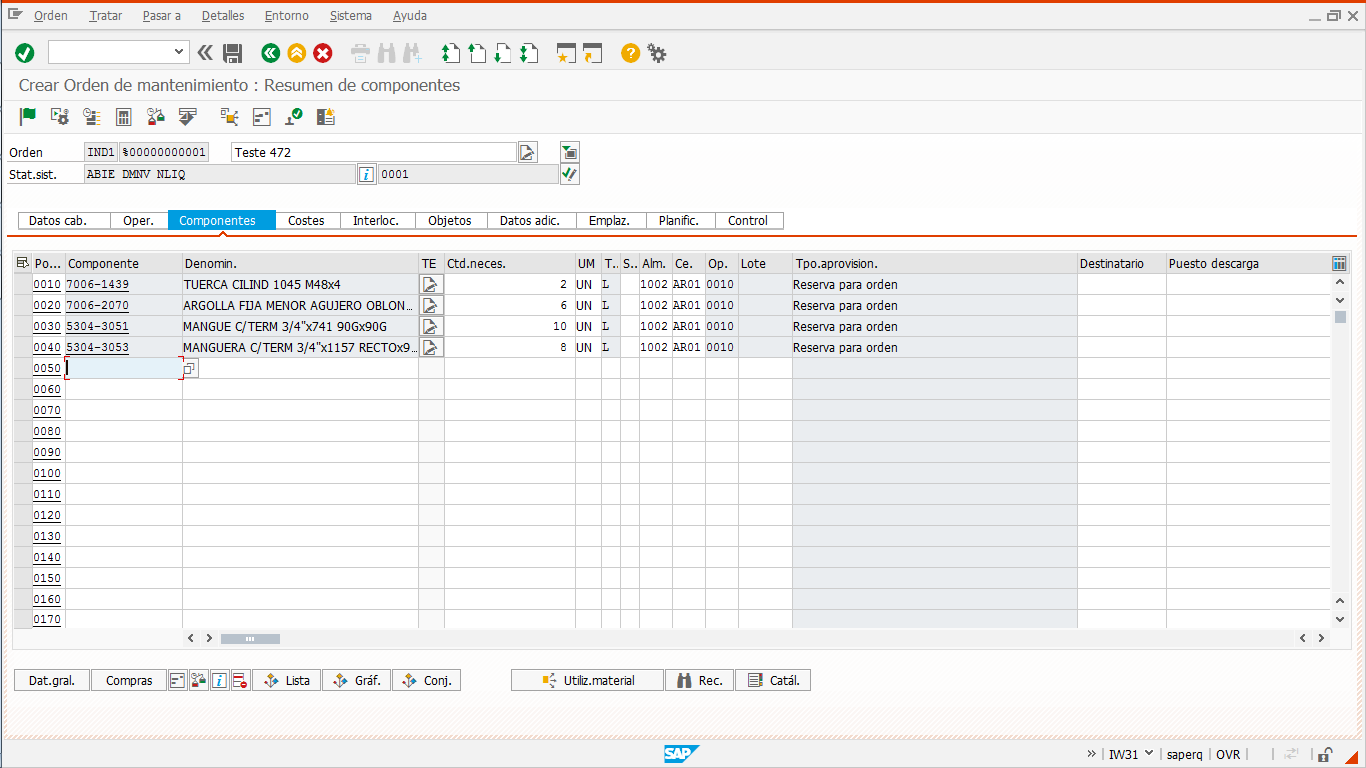 Orden Tratar Pasar a Detalles Entorno Sistema Ayuda
Crear Orden de mantenimiento : Resumen de componentes
Orden IND1 %00000000001 Teste 472
Stat.sist. ABIE DMNV NLIQ 0001
Datos cab. Oper. Componentes Costes Interloc. Objetos Datos adic. Emplaz. Planific. Control
Po... Componente Denomin. TE Ctd.neces. UM T.. S.. Alm. Ce. Op. Lote Tpo.aprovision. Destinatario Puesto descarga
0010 7006-1439 TUERCA CILIND 1045 M48x4 2 UN L 1002 AR01 0010 Reserva para orden
0020 7006-2070 ARGOLLA FIJA MENOR AGUJERO OBLON... 6 UN L 1002 AR01 0010 Reserva para orden
0030 5304-3051 MANGUE C/TERM 3/4"x741 90Gx90G 10 UN L 1002 AR01 0010 Reserva para orden
0040 5304-3053 MANGUERA C/TERM 3/4"x1157 RECTOx9... 8 UN L 1002 AR01 0010 Reserva para orden
0050
0060
0070
0080
0090
0100
0110
0120
0130
0140
0150
0160
0170
Dat.gral. Compras Lista Gráf. Conj. Utiliz.material Rec. Catál.
SAP IW31 saperq OVR